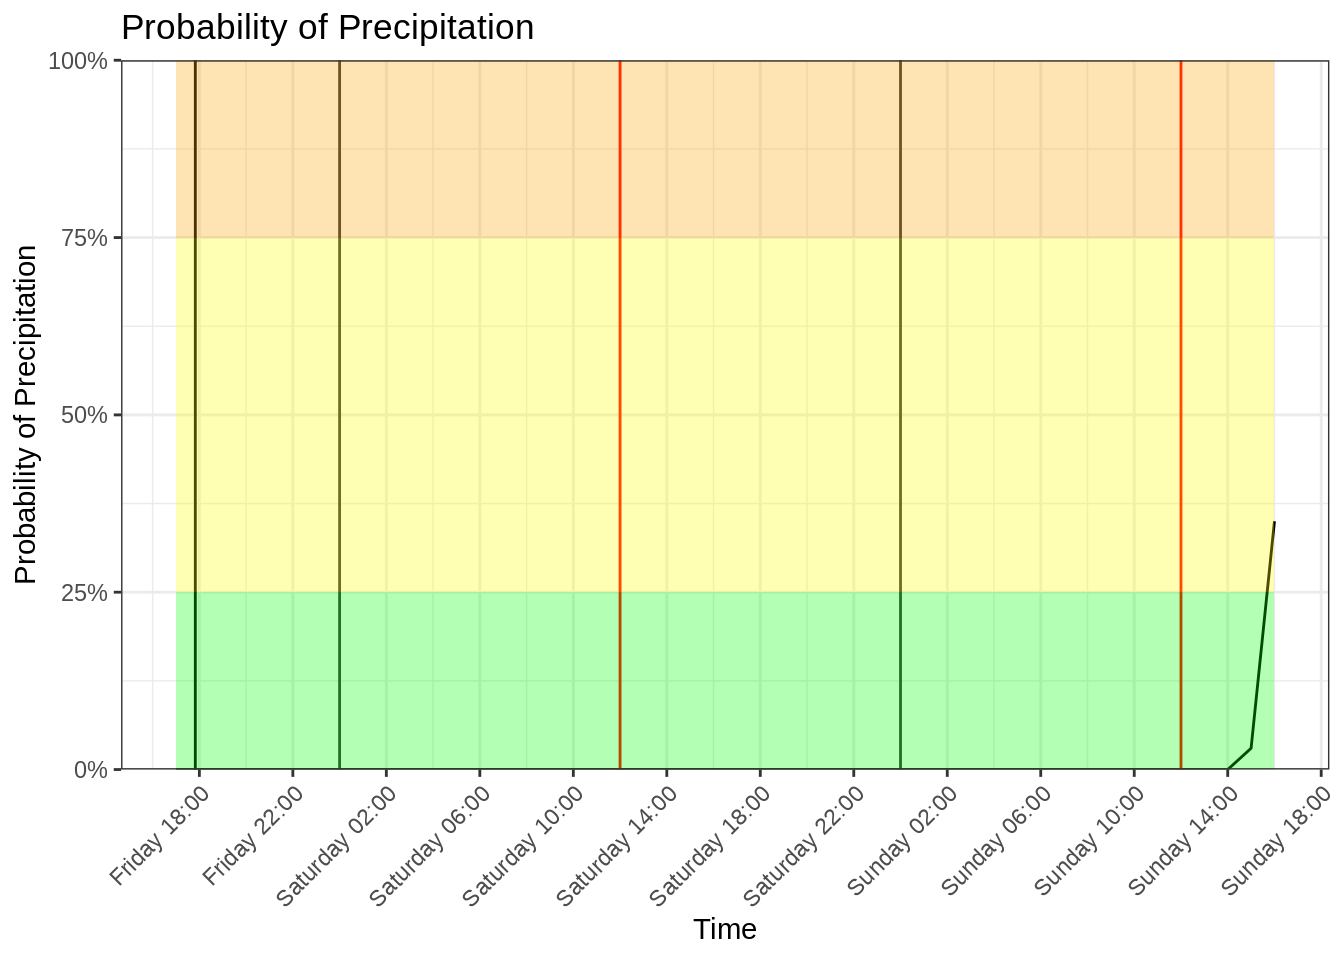 Probability of Precipitation
Probability of Precipitation
100%
75%
50%
25%
0%
Friday 18:00
Friday 22:00
Saturday 02:00
Saturday 06:00
Saturday 10:00
Saturday 14:00
Saturday 18:00
Saturday 22:00
Sunday 02:00
Sunday 06:00
Sunday 10:00
Sunday 14:00
Sunday 18:00
Time